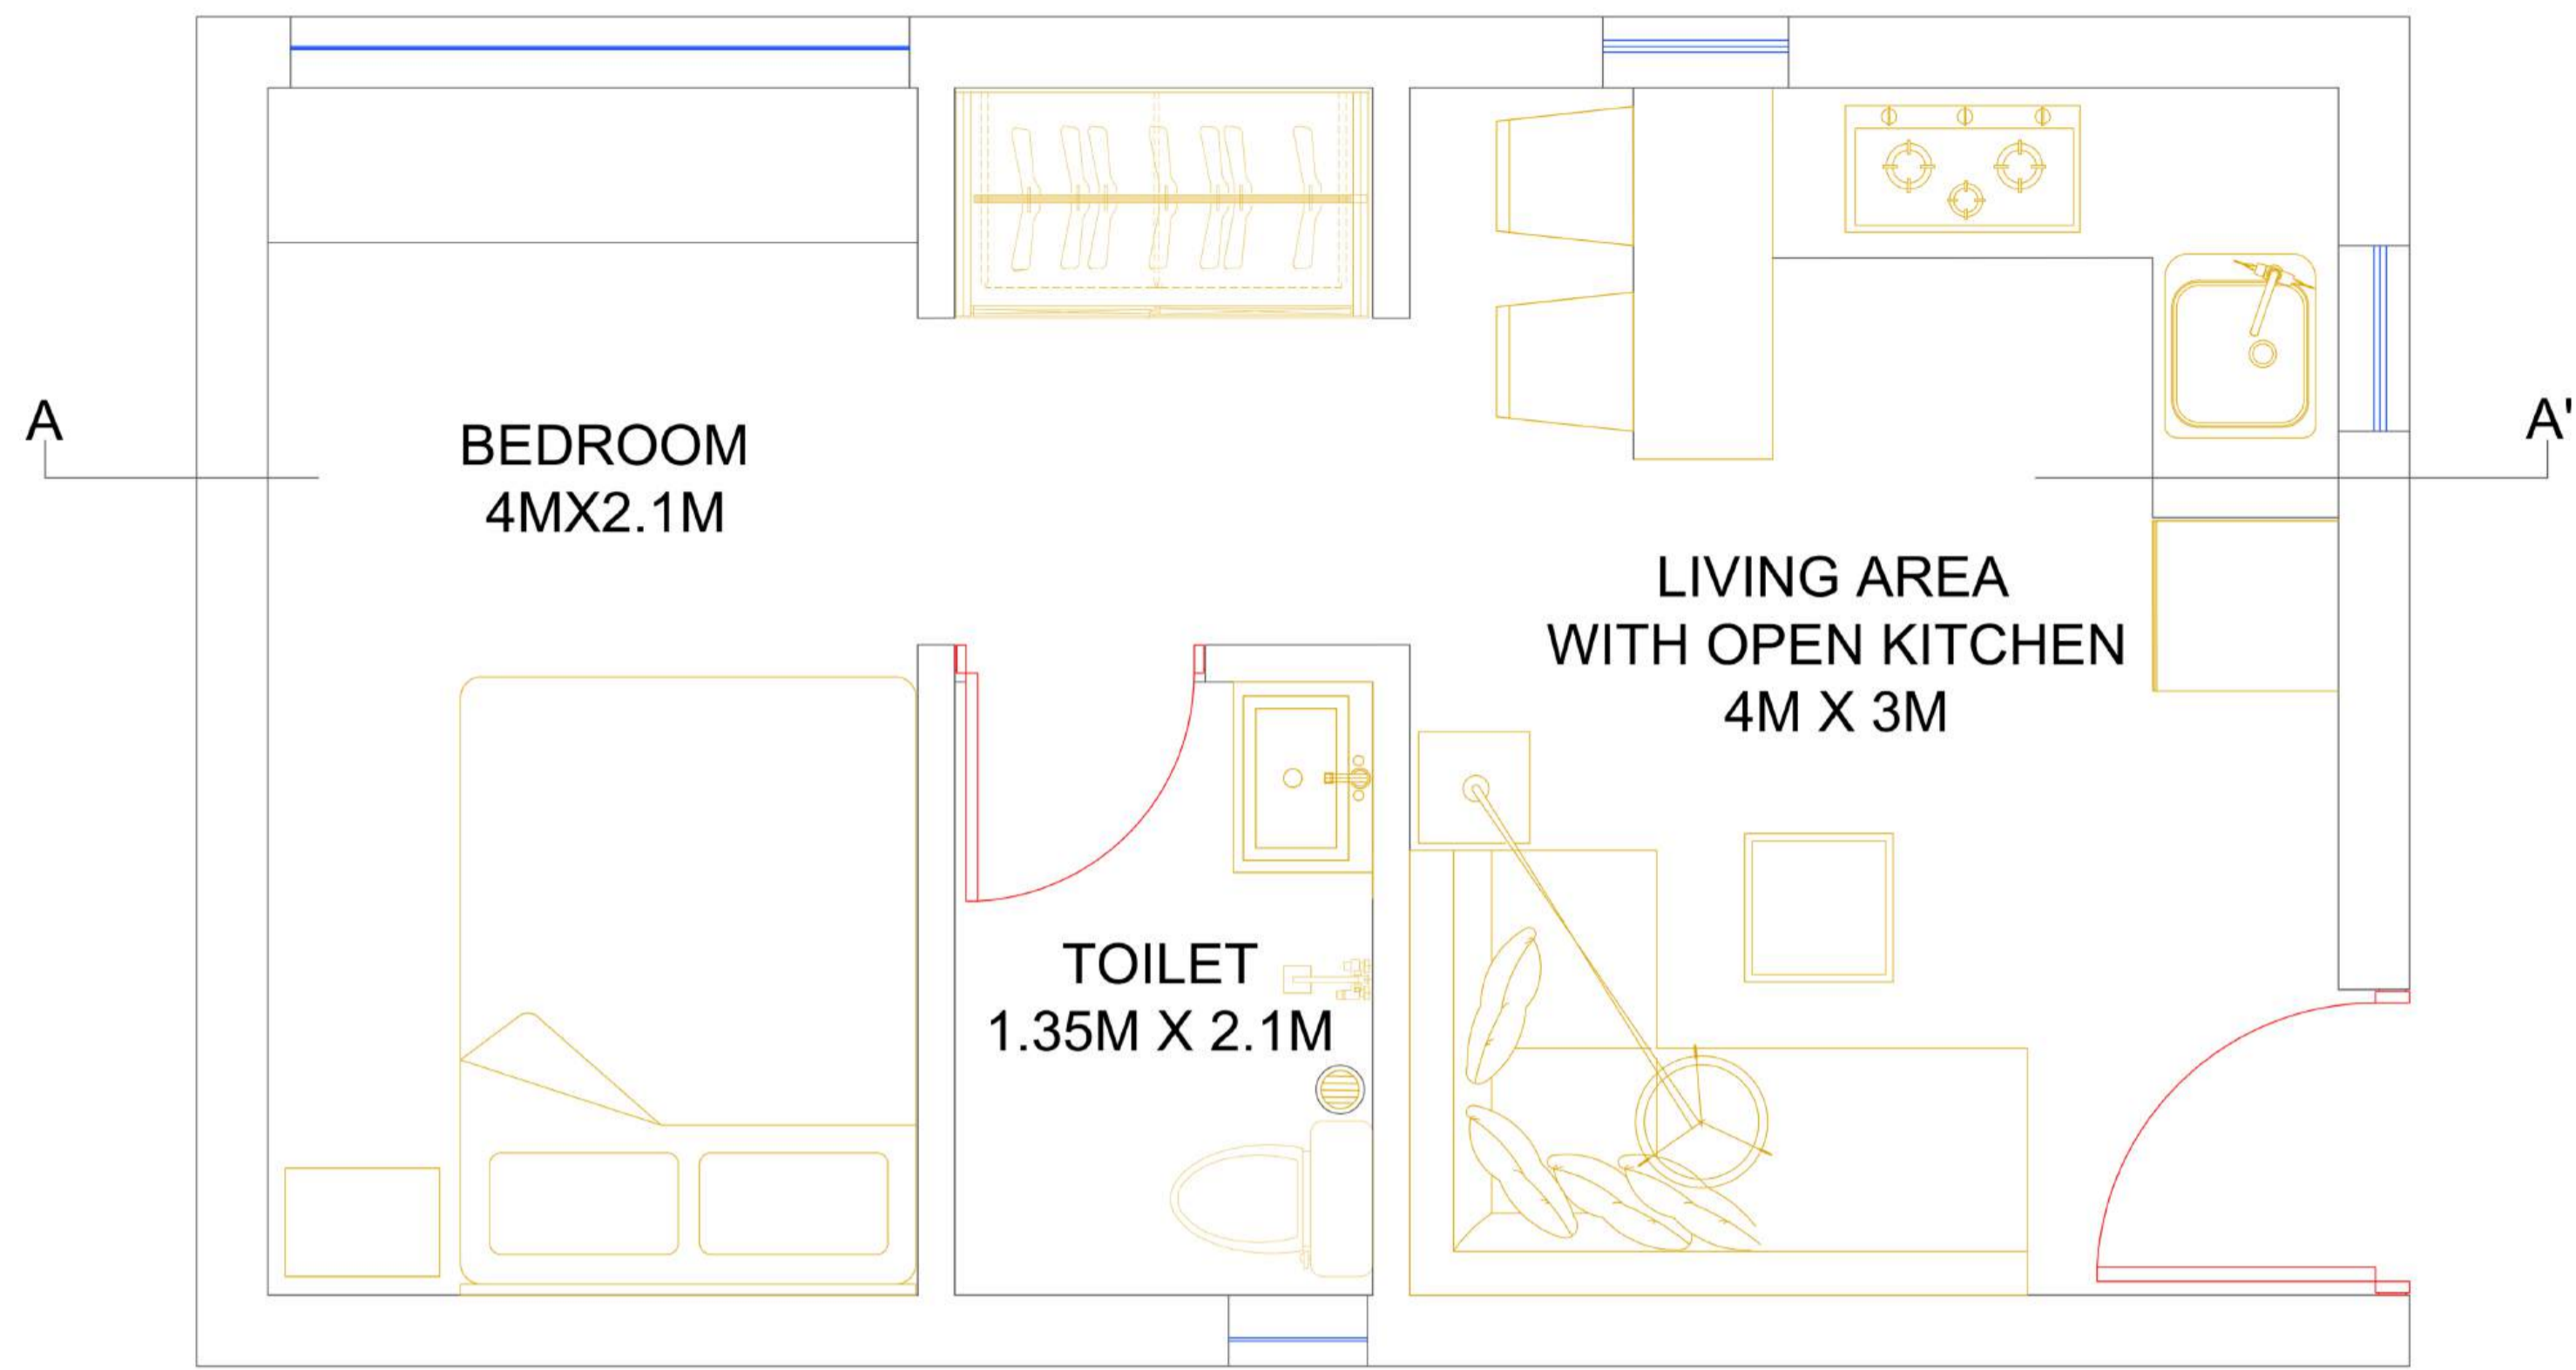 A
A'
BEDROOM
4MX2.1M
LIVING AREA
WITH OPEN KITCHEN
4M X 3M
TOILET
1.35M X 2.1M